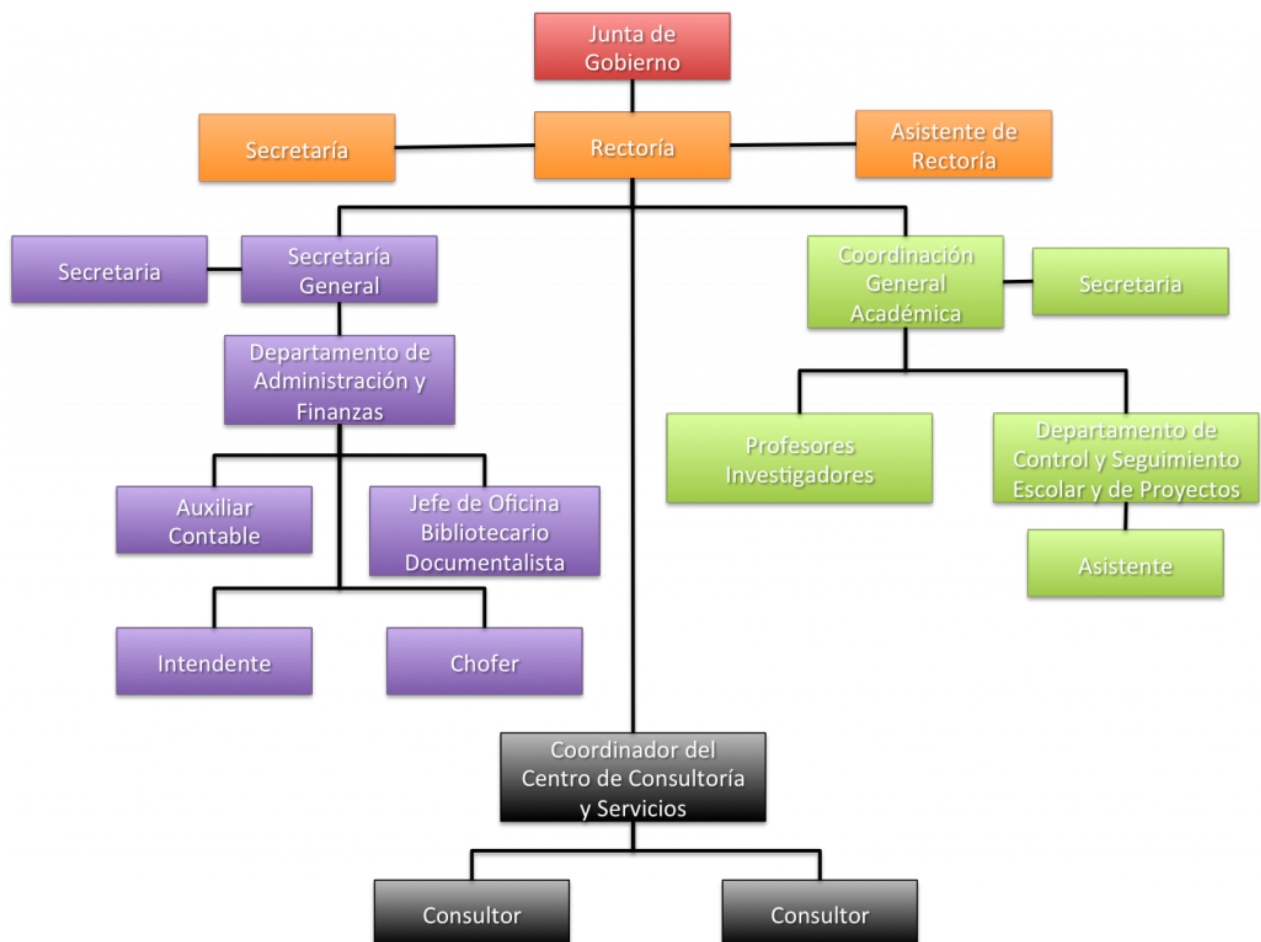 Junta de
Gobierno
Secretaría
Rectoría
Asistente de
Rectoría
Secretaria
Secretaría
General
Coordinación
General
Académica
Secretaria
Departamento de
Administración y
Finanzas
Profesores
Investigadores
Departamento de
Control y Seguimiento
Escolar y de Proyectos
Auxiliar
Contable
Jefe de Oficina
Bibliotecario
Documentalista
Asistente
Intendente
Chofer
Coordinador del
Centro de Consultoría
y Servicios
Consultor
Consultor